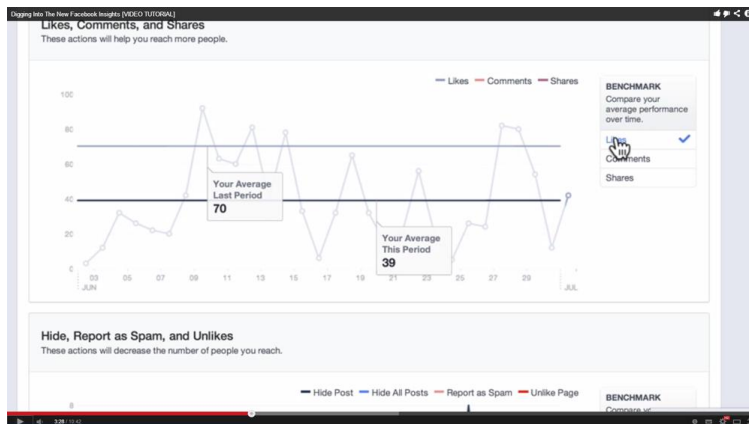 Digging Into The New Facebook Insights [VIDEO TUTORIAL]
Likes, Comments, and Shares
These actions will help you reach more people.
Likes Comments Shares
BENCHMARK
Compare your
average performance
over time.
Likes
Comments
Shares
100
80
60
40
20
0
Your Average
Last Period
70
Your Average
This Period
39
03 05 07 09 11 13 15 17 19 21 23 25 27 29
JUN JUL
Hide, Report as Spam, and Unlikes
These actions will decrease the number of people you reach.
Hide Post Hide All Posts Report as Spam Unlike Page
BENCHMARK
Compare
8
3:28 / 10:42